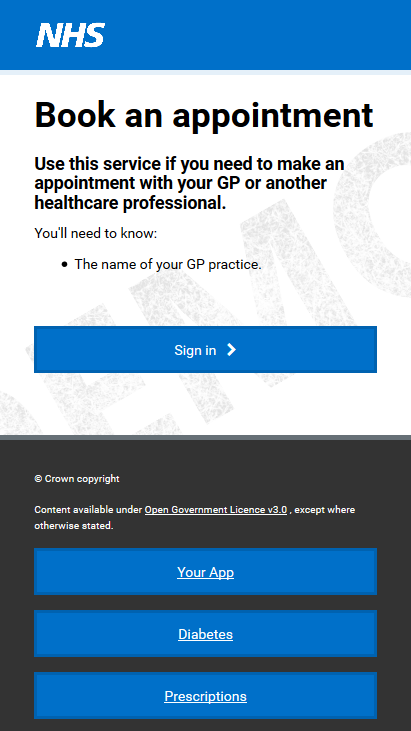 NHS
Book an appointment
Use this service if you need to make an
appointment with your GP or another
healthcare professional.
You'll need to know:
• The name of your GP practice.
Sign in
DEMO
© Crown copyright
Content available under Open Government Licence v3.0 , except where
otherwise stated.
Your App
Diabetes
Prescriptions